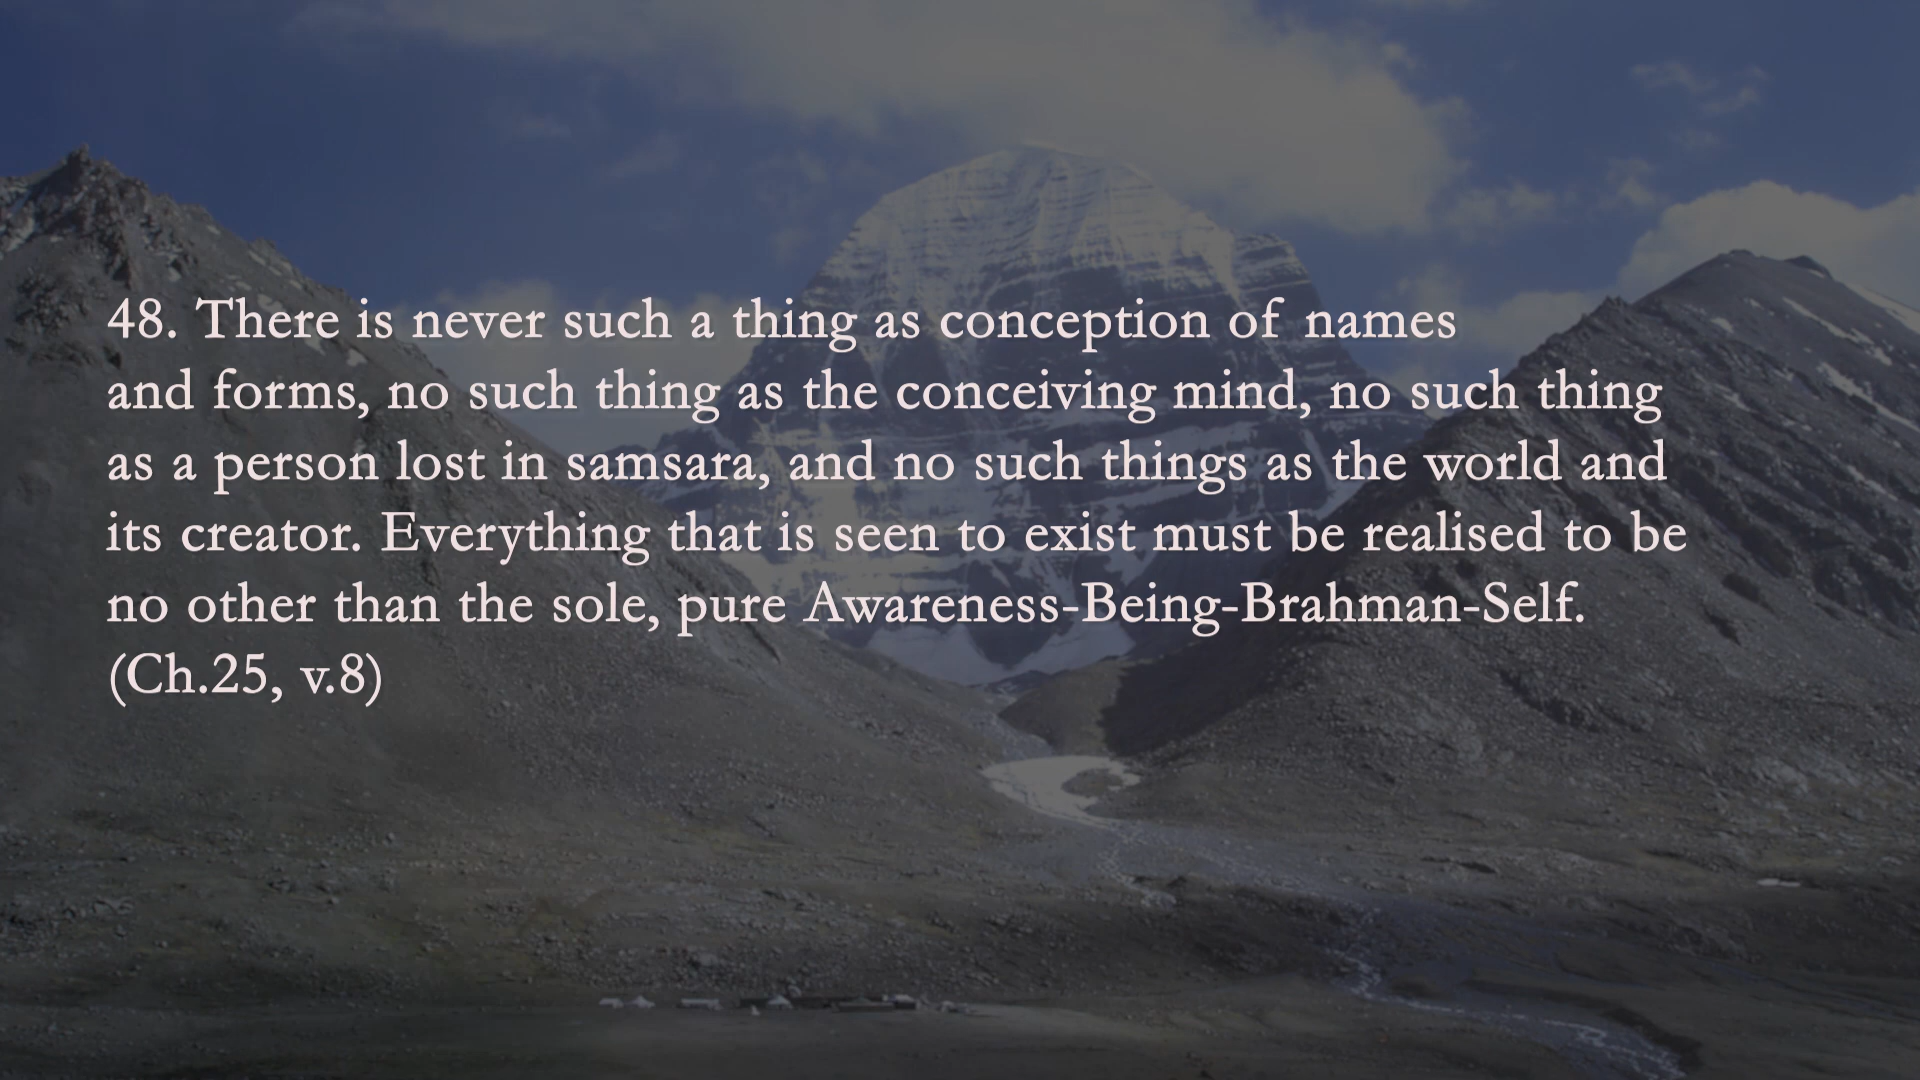 48. There is never such a thing as conception of names
and forms, no such thing as the conceiving mind, no such thing
as a person lost in samsara, and no such things as the world and
its creator. Everything that is seen to exist must be realised to be
no other than the sole, pure Awareness-Being-Brahman-Self.
(Ch.25, v.8)